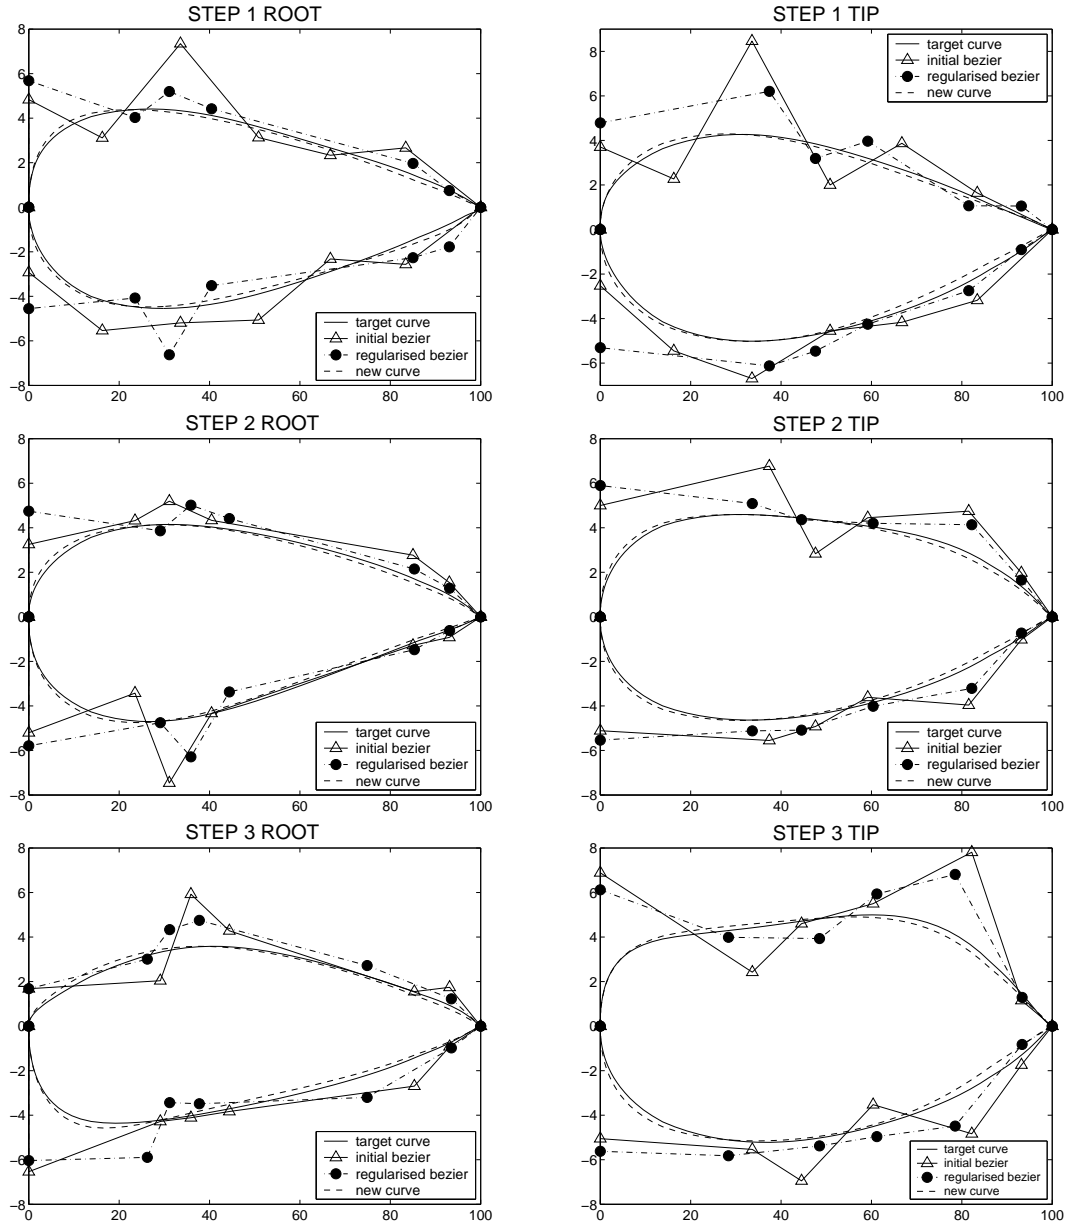 STEP 1 ROOT
8
6
4
2
0
−2
−4
−6
−8
0 20 40 60 80 100
target curve
initial bezier
regularised bezier
new curve
STEP 1 TIP
8
6
4
2
0
−2
−4
−6
0 20 40 60 80 100
target curve
initial bezier
regularised bezier
new curve
STEP 2 ROOT
8
6
4
2
0
−2
−4
−6
−8
0 20 40 60 80 100
target curve
initial bezier
regularised bezier
new curve
STEP 2 TIP
8
6
4
2
0
−2
−4
−6
−8
0 20 40 60 80 100
target curve
initial bezier
regularised bezier
new curve
STEP 3 ROOT
8
6
4
2
0
−2
−4
−6
−8
0 20 40 60 80 100
target curve
initial bezier
regularised bezier
new curve
STEP 3 TIP
8
6
4
2
0
−2
−4
−6
−8
0 20 40 60 80 100
target curve
initial bezier
regularised bezier
new curve